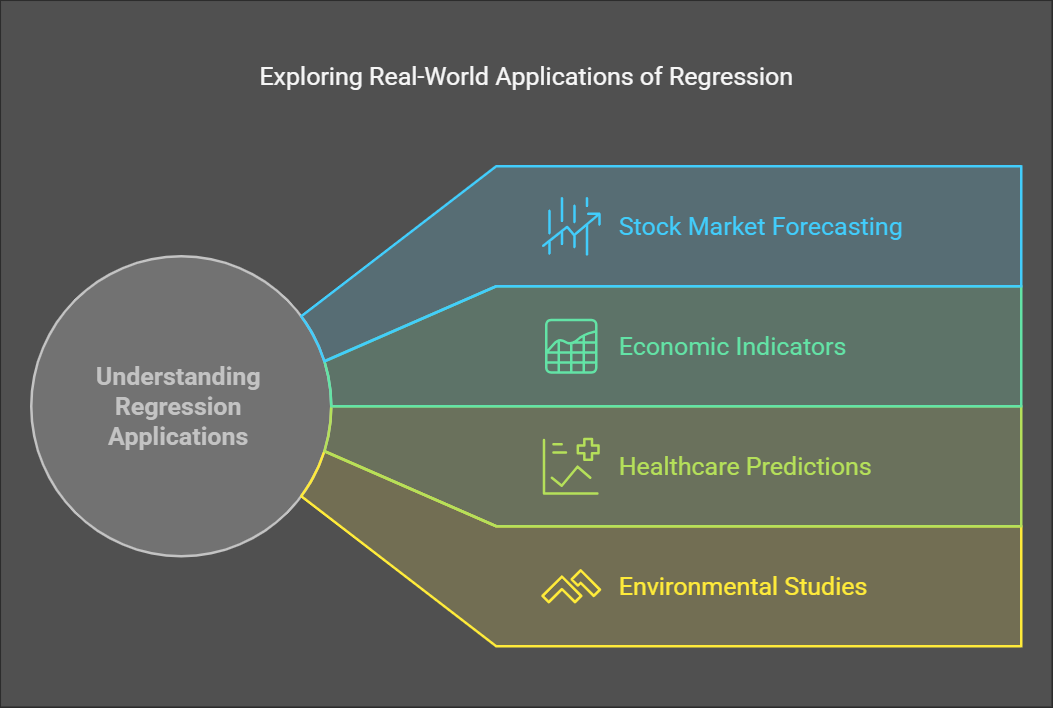 Exploring Real-World Applications of Regression
Understanding
Regression
Applications
Stock Market Forecasting
Economic Indicators
Healthcare Predictions
Environmental Studies